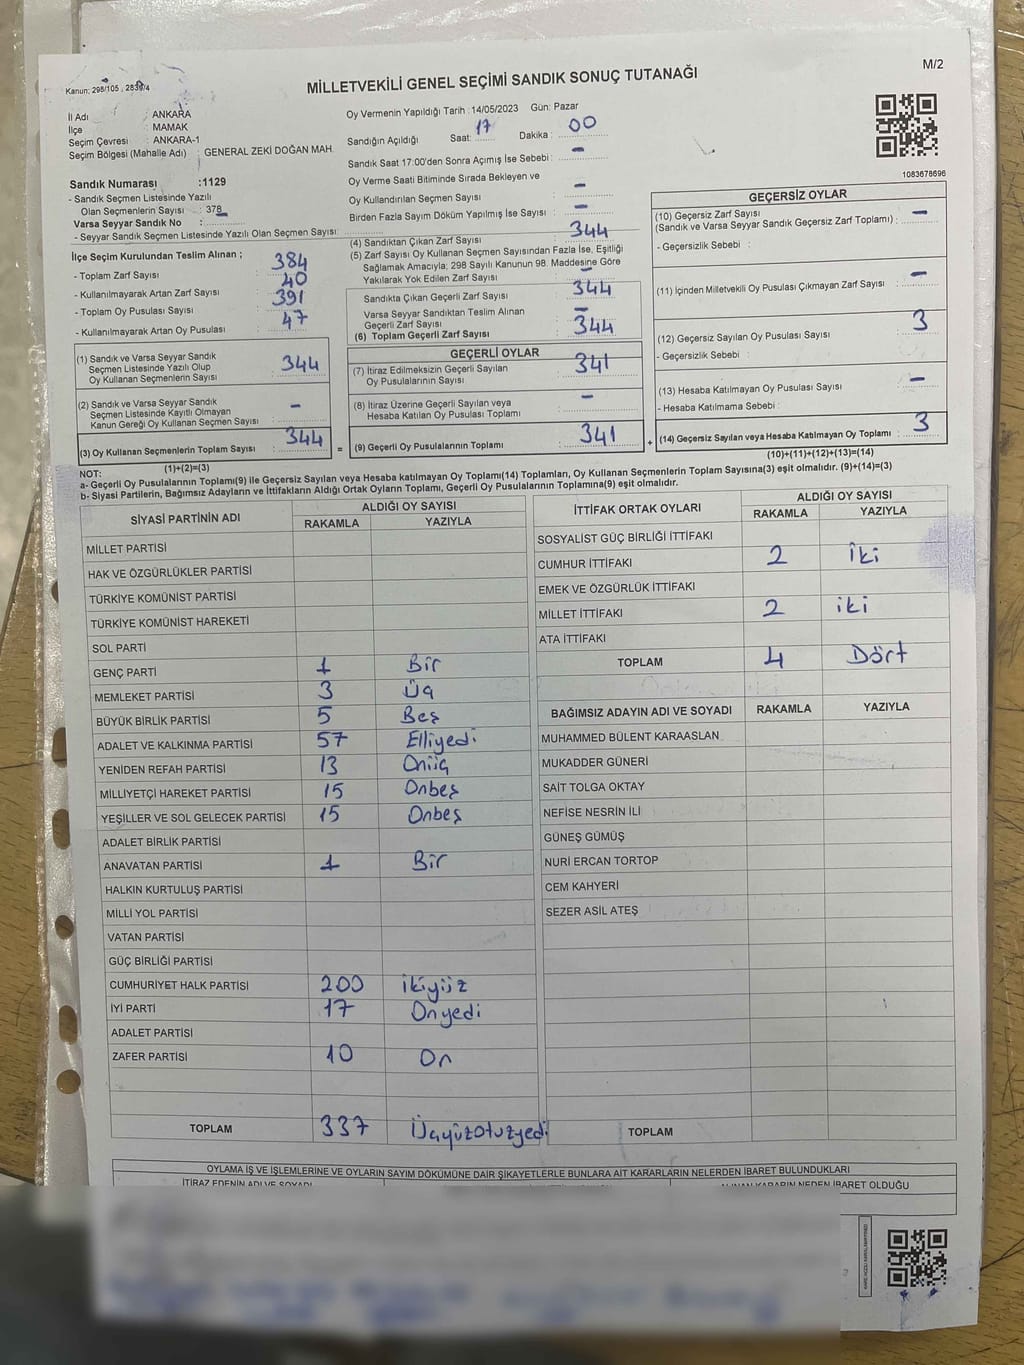 M/2
Kanun: 298/105 , 2839/4
MİLLETVEKİLİ GENEL SEÇİMİ SANDIK SONUÇ TUTANAĞI
İl Adı : ANKARA
İlçe : MAMAK
Seçim Çevresi : ANKARA-1
Seçim Bölgesi (Mahalle Adı) : GENERAL ZEKİ DOĞAN MAH.
Sandık Numarası :1129
- Sandık Seçmen Listesinde Yazılı
Olan Seçmenlerin Sayısı : 378
Varsa Seyyar Sandık No :
- Seyyar Sandık Seçmen Listesinde Yazılı Olan Seçmen Sayısı :
İlçe Seçim Kurulundan Teslim Alınan ;
- Toplam Zarf Sayısı : 384
- Kullanılmayarak Artan Zarf Sayısı : 40
- Toplam Oy Pusulası Sayısı : 391
- Kullanılmayarak Artan Oy Pusulası : 47
(1) Sandık ve Varsa Seyyar Sandık
Seçmen Listesinde Yazılı Olup
Oy Kullanan Seçmenlerin Sayısı : 344
(2) Sandık ve Varsa Seyyar Sandık
Seçmen Listesinde Kayıtlı Olmayan
Kanun Gereği Oy Kullanan Seçmen Sayısı : -
(3) Oy Kullanan Seçmenlerin Toplam Sayısı : 344 =
(1)+(2)=(3)
Oy Vermenin Yapıldığı Tarih : 14/05/2023 Gün: Pazar
Sandığın Açıldığı Saat: 17 Dakika : 00
Sandık Saat 17:00'den Sonra Açımış İse Sebebi : -
Oy Verme Saati Bitiminde Sırada Bekleyen ve
Oy Kullandırılan Seçmen Sayısı : -
Birden Fazla Sayım Döküm Yapılmış İse Sayısı : -
(4) Sandıktan Çıkan Zarf Sayısı : 344
(5) Zarf Sayısı Oy Kullanan Seçmen Sayısından Fazla İse, Eşitliği
Sağlamak Amacıyla; 298 Sayılı Kanunun 98. Maddesine Göre
Yakılarak Yok Edilen Zarf Sayısı : -
Sandıkta Çıkan Geçerli Zarf Sayısı : 344
Varsa Seyyar Sandıktan Teslim Alınan
Geçerli Zarf Sayısı : -
(6) Toplam Geçerli Zarf Sayısı : 344
GEÇERLİ OYLAR
(7) İtiraz Edilmeksizin Geçerli Sayılan
Oy Pusulalarının Sayısı : 341
(8) İtiraz Üzerine Geçerli Sayılan veya
Hesaba Katılan Oy Pusulası Toplamı : -
(9) Geçerli Oy Pusulalarının Toplamı : 341 +
1083678696
GEÇERSİZ OYLAR
(10) Geçersiz Zarf Sayısı
(Sandık ve Varsa Seyyar Sandık Geçersiz Zarf Toplamı) : -
- Geçersizlik Sebebi :
(11) İçinden Milletvekili Oy Pusulası Çıkmayan Zarf Sayısı : -
(12) Geçersiz Sayılan Oy Pusulası Sayısı : 3
- Geçersizlik Sebebi :
(13) Hesaba Katılmayan Oy Pusulası Sayısı : -
- Hesaba Katılmama Sebebi :
(14) Geçersiz Sayılan veya Hesaba Katılmayan Oy Toplamı : 3
(10)+(11)+(12)+(13)=(14)
NOT:
a- Geçerli Oy Pusulalarının Toplamı(9) ile Geçersiz Sayılan veya Hesaba katılmayan Oy Toplamı(14) Toplamları, Oy Kullanan Seçmenlerin Toplam Sayısına(3) eşit olmalıdır. (9)+(14)=(3)
b- Siyasi Partilerin, Bağımsız Adayların ve İttifakların Aldığı Ortak Oyların Toplamı, Geçerli Oy Pusulalarının Toplamına(9) eşit olmalıdır.
SİYASİ PARTİNİN ADI ALDIĞI OY SAYISI
RAKAMLA YAZIYLA
MİLLET PARTİSİ
HAK VE ÖZGÜRLÜKLER PARTİSİ
TÜRKİYE KOMÜNİST PARTİSİ
TÜRKİYE KOMÜNİST HAREKETİ
SOL PARTİ
GENÇ PARTİ 1 Bir
MEMLEKET PARTİSİ 3 Üç
BÜYÜK BİRLİK PARTİSİ 5 Beş
ADALET VE KALKINMA PARTİSİ 57 Elliyedi
YENİDEN REFAH PARTİSİ 13 Onüç
MİLLİYETÇİ HAREKET PARTİSİ 15 Onbeş
YEŞİLLER VE SOL GELECEK PARTİSİ 15 Onbeş
ADALET BİRLİK PARTİSİ
ANAVATAN PARTİSİ 1 Bir
HALKIN KURTULUŞ PARTİSİ
MİLLİ YOL PARTİSİ
VATAN PARTİSİ
GÜÇ BİRLİĞİ PARTİSİ
CUMHURİYET HALK PARTİSİ 200 ikiyüz
İYİ PARTİ 17 Onyedi
ADALET PARTİSİ
ZAFER PARTİSİ 10 On
TOPLAM 337 Üçyüzotuzyedi
İTTİFAK ORTAK OYLARI ALDIĞI OY SAYISI
RAKAMLA YAZIYLA
SOSYALİST GÜÇ BİRLİĞİ İTTİFAKI
CUMHUR İTTİFAKI 2 İki
EMEK VE ÖZGÜRLÜK İTTİFAKI
MİLLET İTTİFAKI 2 iki
ATA İTTİFAKI
TOPLAM 4 Dört
BAĞIMSIZ ADAYIN ADI VE SOYADI RAKAMLA YAZIYLA
MUHAMMED BÜLENT KARAASLAN
MUKADDER GÜNERİ
SAİT TOLGA OKTAY
NEFİSE NESRİN İLİ
GÜNEŞ GÜMÜŞ
NURİ ERCAN TORTOP
CEM KAHYERİ
SEZER ASİL ATEŞ
TOPLAM
OYLAMA İŞ VE İŞLEMLERİNE VE OYLARIN SAYIM DÖKÜMÜNE DAİR ŞİKAYETLERLE BUNLARA AİT KARARLARIN NELERDEN İBARET BULUNDUKLARI
İTİRAZ EDENİN ADI VE SOYADI ALINAN KARARIN NEDEN İBARET OLDUĞU